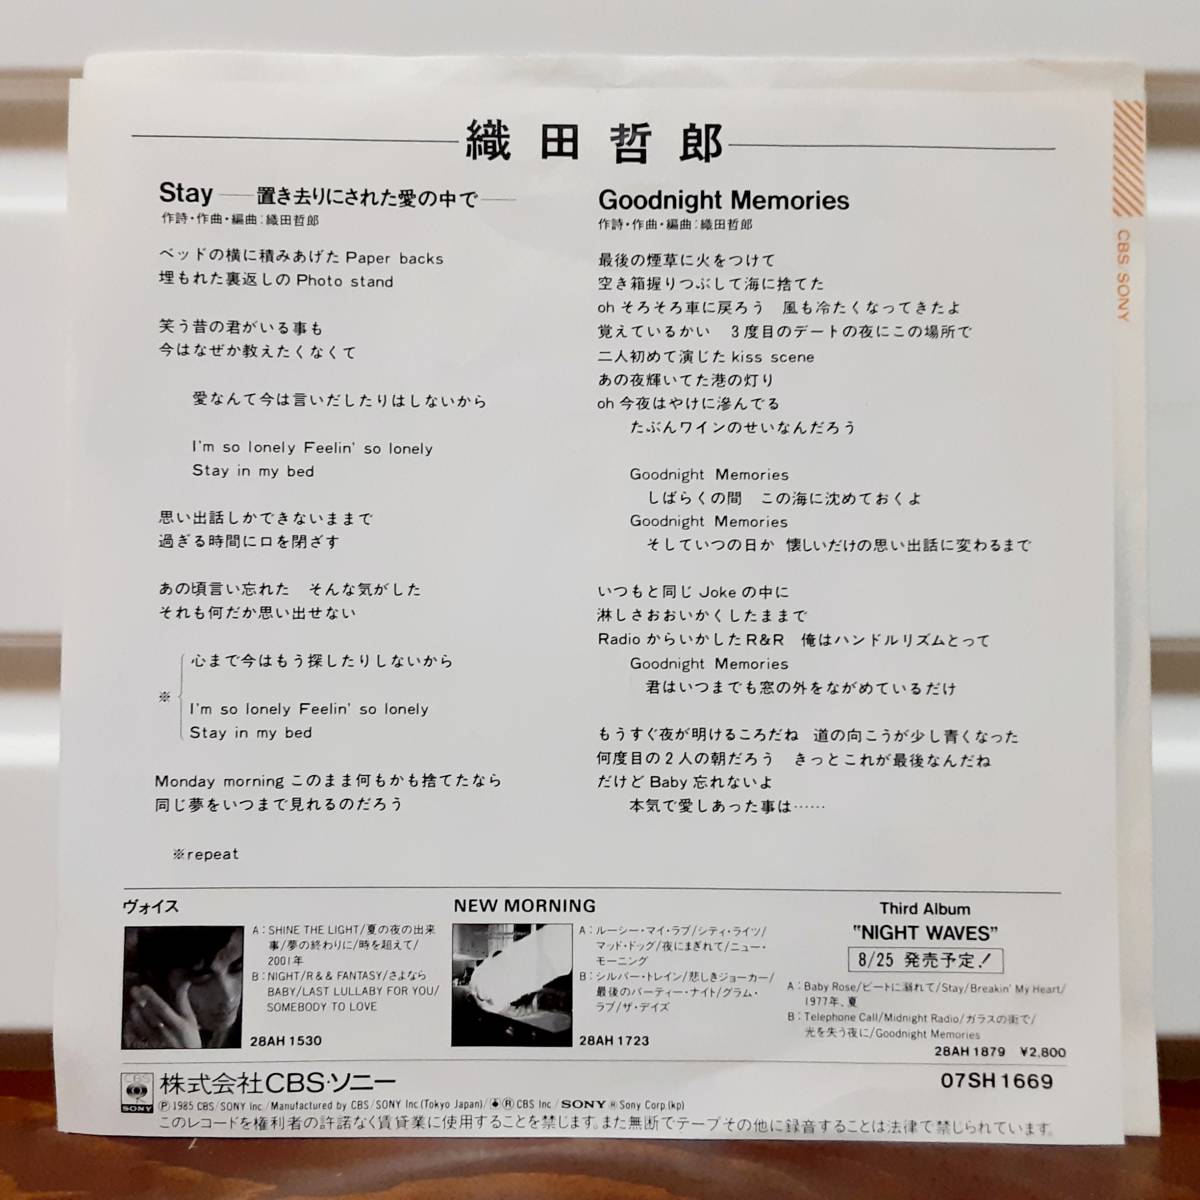 織田哲郎
Stay ── 置き去りにされた愛の中で ──
作詩・作曲・編曲：織田哲郎
ベッドの横に積みあげた Paper backs
埋もれた裏返しの Photo stand
笑う昔の君がいる事も
今はなぜか教えたくなくて
愛なんて今は言いだしたりはしないから
I'm so lonely Feelin' so lonely
Stay in my bed
思い出話しかできないままで
過ぎる時間に口を閉ざす
あの頃言い忘れた　そんな気がした
それも何だか思い出せない
※
心まで今はもう探したりしないから
I'm so lonely Feelin' so lonely
Stay in my bed
Monday morning このまま何もかも捨てたなら
同じ夢をいつまで見れるのだろう
※repeat
Goodnight Memories
作詩・作曲・編曲：織田哲郎
最後の煙草に火をつけて
空き箱握りつぶして海に捨てた
oh そろそろ車に戻ろう　風も冷たくなってきたよ
覚えているかい　3度目のデートの夜にこの場所で
二人初めて演じた kiss scene
あの夜輝いてた港の灯り
oh 今夜はやけに滲んでる
たぶんワインのせいなんだろう
Goodnight Memories
しばらくの間　この海に沈めておくよ
Goodnight Memories
そしていつの日か 懐しいだけの思い出話に変わるまで
いつもと同じ Joke の中に
淋しさおおいかくしたままで
Radio からいかした R&R　俺はハンドルリズムとって
Goodnight Memories
君はいつまでも窓の外をながめているだけ
もうすぐ夜が明けるころだね　道の向こうが少し青くなった
何度目の2人の朝だろう　きっとこれが最後なんだね
だけど Baby 忘れないよ
本気で愛しあった事は……
CBS/SONY
ヴォイス
A：SHINE THE LIGHT/夏の夜の出来
事/夢の終わりに/時を超えて/
2001年
B：NIGHT/R&& FANTASY/さよなら
BABY/LAST LULLABY FOR YOU/
SOMEBODY TO LOVE
28AH 1530
NEW MORNING
A：ルーシー・マイ・ラブ/シティ・ライツ/
マッド・ドッグ/夜にまぎれて/ニュー・
モーニング
B：シルバー・トレイン/悲しきジョーカー/
最後のパーティー・ナイト/グラム・
ラブ/ザ・デイズ
28AH 1723
Third Album
"NIGHT WAVES"
8/25 発売予定！
A：Baby Rose/ビートに溺れて/Stay/Breakin' My Heart/
1977年、夏
B：Telephone Call/Midnight Radio/ガラスの街で/
光を失う夜に/Goodnight Memories
28AH 1879 ¥2,800
CBS
SONY
株式会社CBS・ソニー
07SH 1669
Ⓟ 1985 CBS/SONY Inc./Manufactured by CBS/SONY Inc (Tokyo Japan)/ ® CBS Inc/ SONY ® Sony Corp.(kp)
このレコードを権利者の許諾なく賃貸業に使用することを禁じます。また無断でテープその他に録音することは法律で禁じられています。